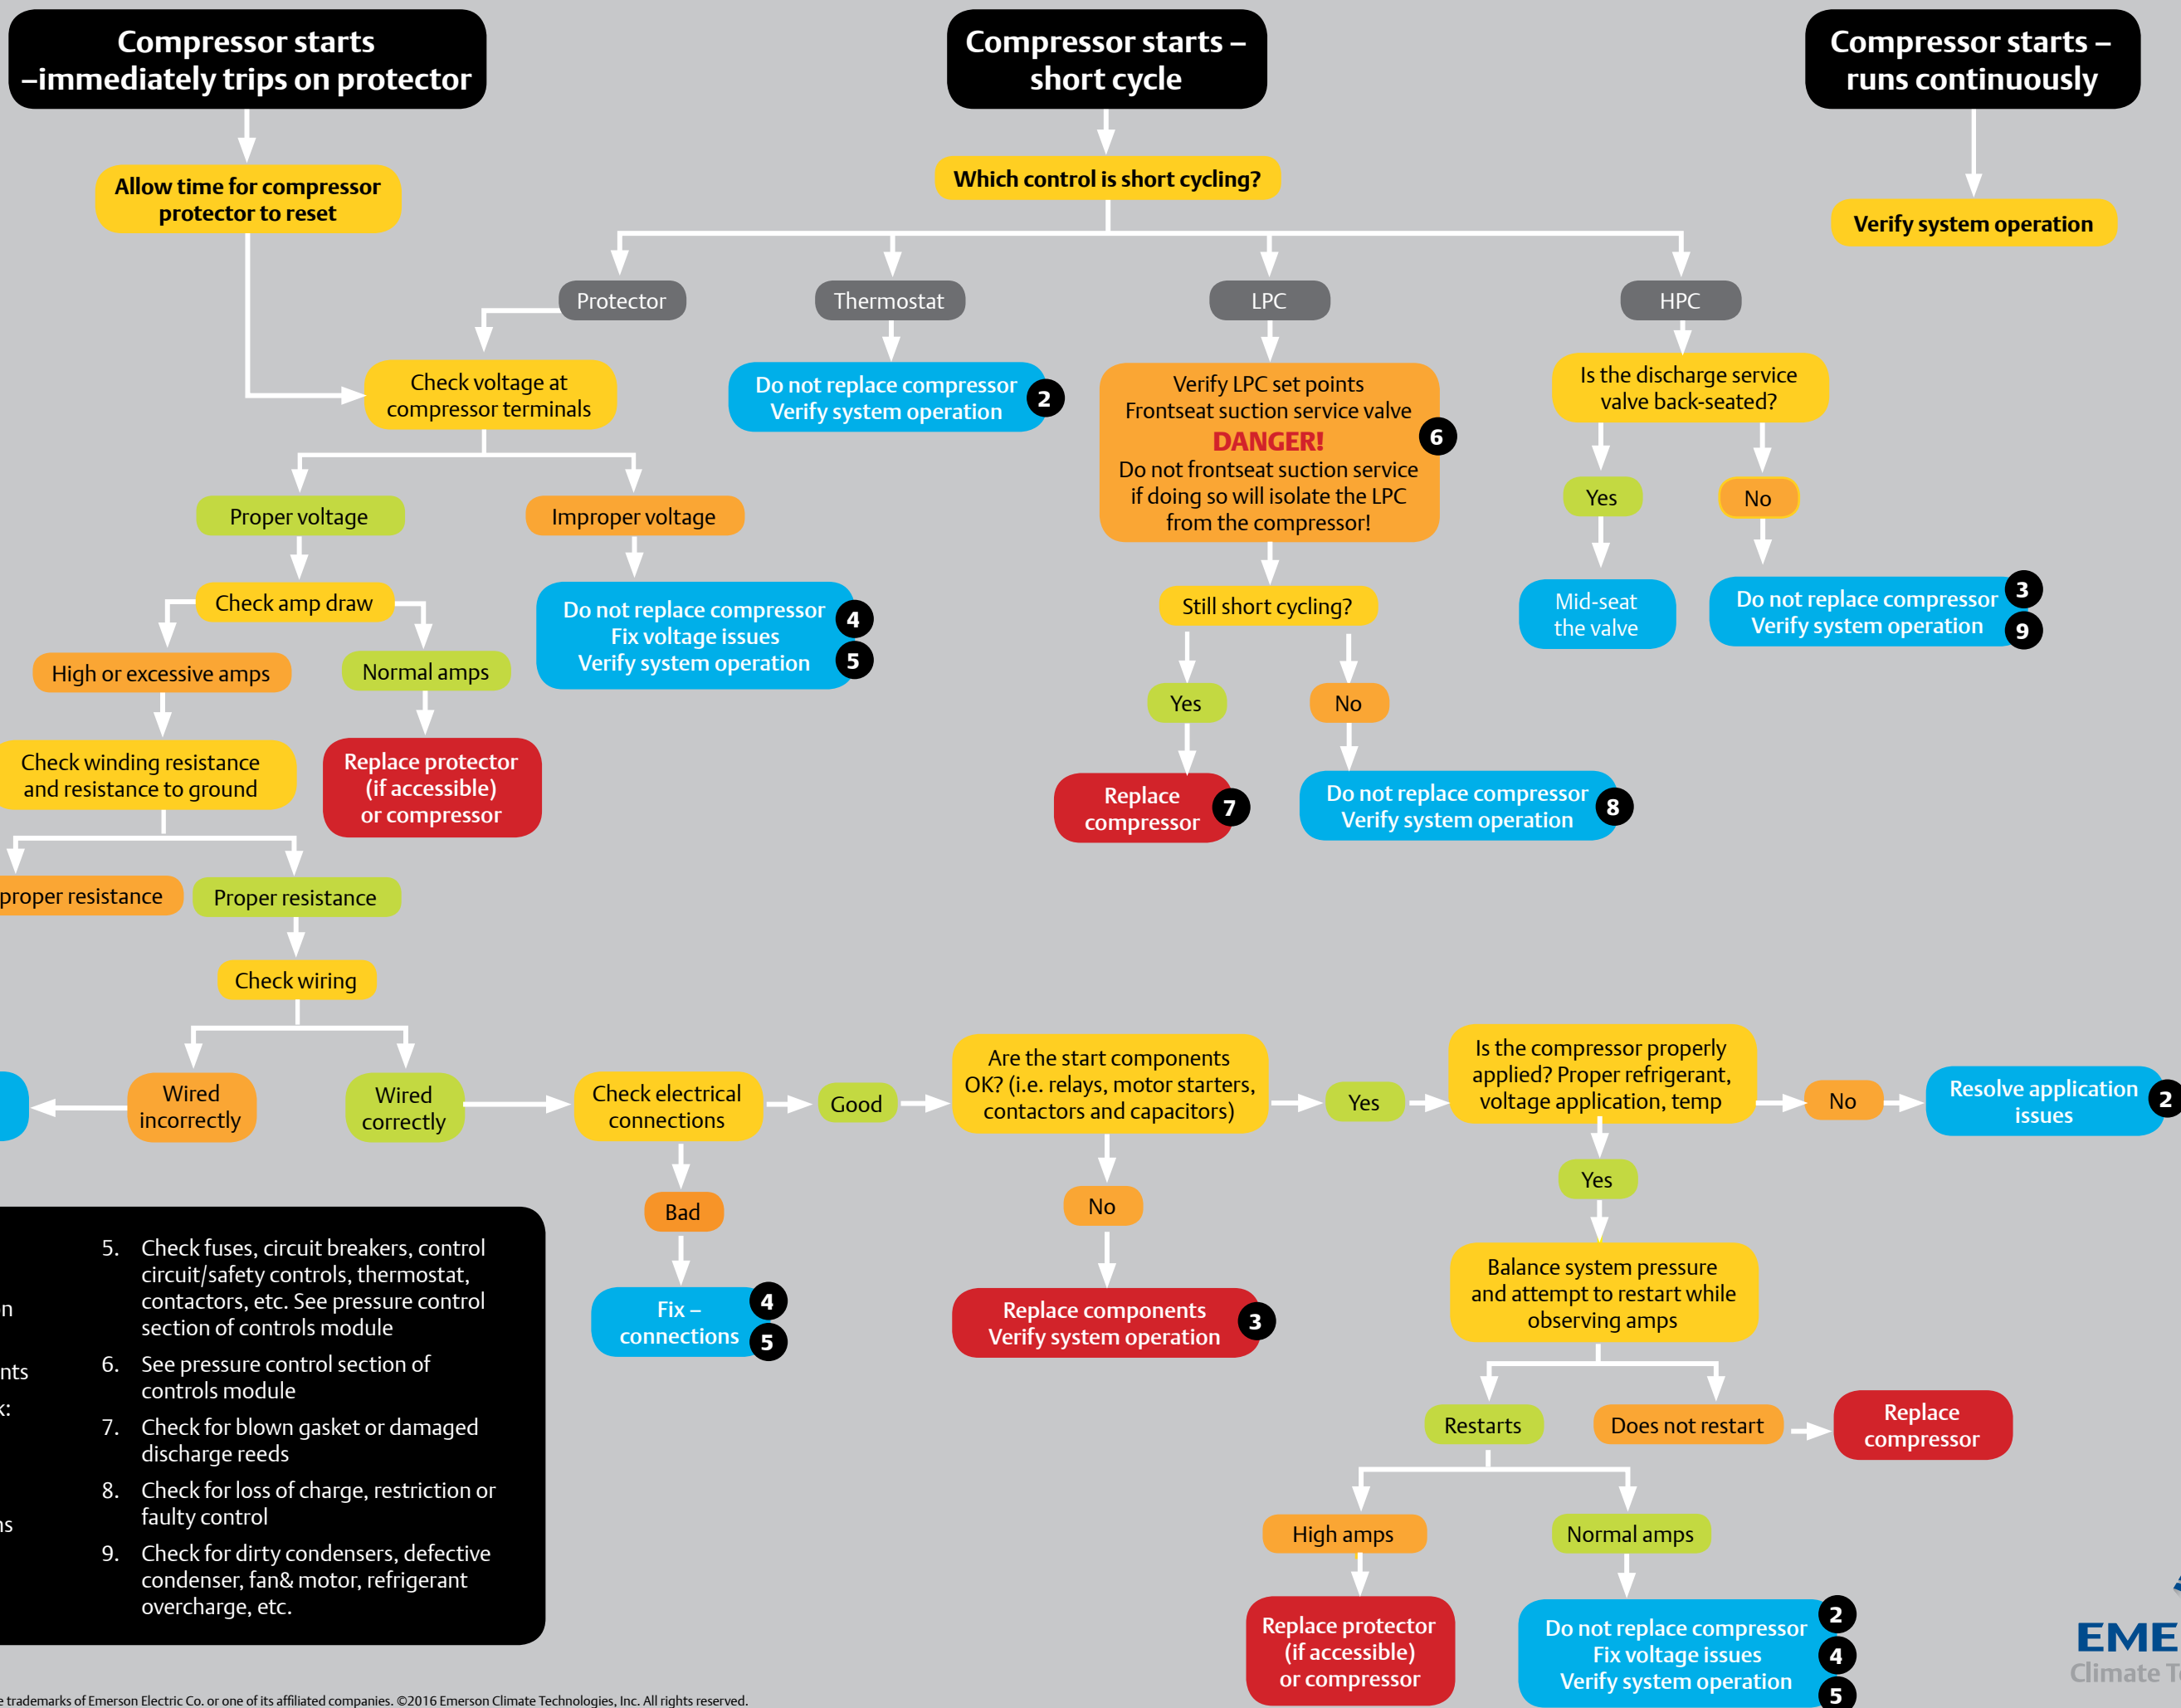 Compressor starts
–immediately trips on protector
Allow time for compressor
protector to reset
Compressor starts –
short cycle
Which control is short cycling?
Compressor starts –
runs continuously
Verify system operation
Protector
Thermostat
LPC
HPC
Check voltage at
compressor terminals
Do not replace compressor
Verify system operation
2
Verify LPC set points
Frontseat suction service valve
DANGER!
Do not frontseat suction service
if doing so will isolate the LPC
from the compressor!
6
Is the discharge service
valve back-seated?
Yes
No
Mid-seat
the valve
Do not replace compressor
Verify system operation
3
9
Proper voltage
Improper voltage
Check amp draw
Do not replace compressor
Fix voltage issues
Verify system operation
4
5
Still short cycling?
Yes
No
Replace
compressor
7
Do not replace compressor
Verify system operation
8
High or excessive amps
Normal amps
Check winding resistance
and resistance to ground
Replace protector
(if accessible)
or compressor
proper resistance
Proper resistance
Check wiring
Wired
incorrectly
Wired
correctly
Check electrical
connections
Good
Bad
Fix –
connections
4
5
Are the start components
OK? (i.e. relays, motor starters,
contactors and capacitors)
Yes
No
Replace components
Verify system operation
3
Is the compressor properly
applied? Proper refrigerant,
voltage application, temp
No
Resolve application
issues
2
Yes
Balance system pressure
and attempt to restart while
observing amps
Restarts
Does not restart
Replace
compressor
High amps
Normal amps
Replace protector
(if accessible)
or compressor
Do not replace compressor
Fix voltage issues
Verify system operation
2
4
5
5. Check fuses, circuit breakers, control
circuit/safety controls, thermostat,
contactors, etc. See pressure control
section of controls module
6. See pressure control section of
controls module
7. Check for blown gasket or damaged
discharge reeds
8. Check for loss of charge, restriction or
faulty control
9. Check for dirty condensers, defective
condenser, fan& motor, refrigerant
overcharge, etc.
EME
Climate T
trademarks of Emerson Electric Co. or one of its affiliated companies. ©2016 Emerson Climate Technologies, Inc. All rights reserved.